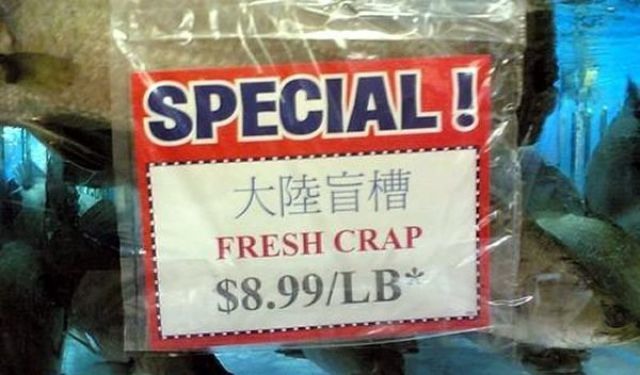 SPECIAL!
大陸盲槽
FRESH CRAP
$8.99/LB*